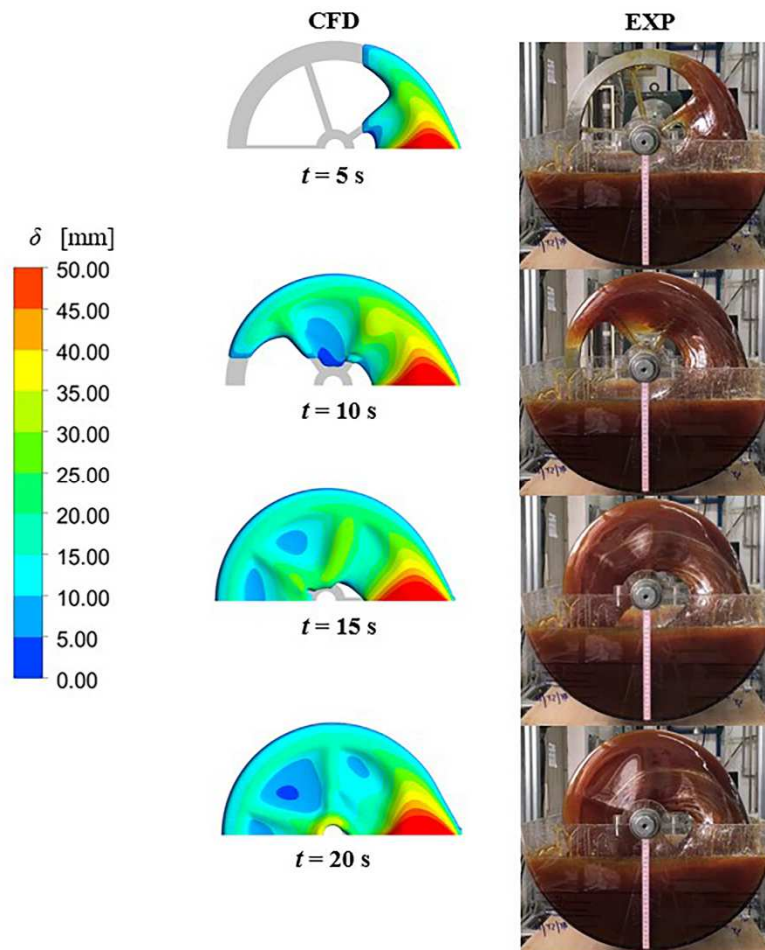 CFD EXP
t = 5 s
δ [mm]
50.00
45.00
40.00
35.00
30.00
25.00
20.00
15.00
10.00
5.00
0.00
t = 10 s
t = 15 s
t = 20 s